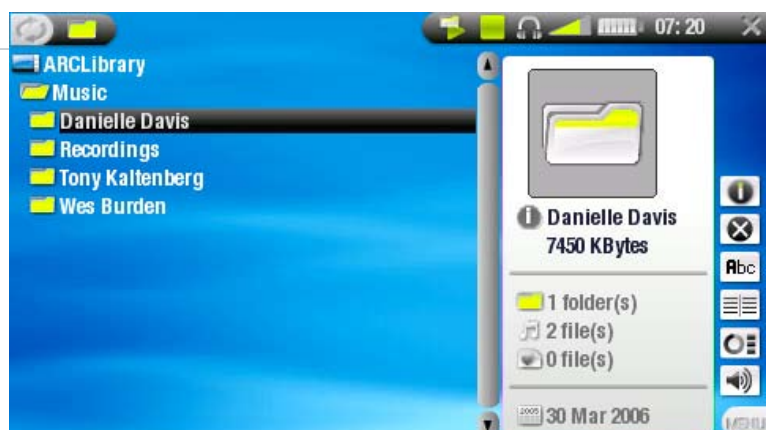 07:20
ARCLibrary
Music
Danielle Davis
Recordings
Tony Kaltenberg
Wes Burden
Danielle Davis
7450 KBytes
1 folder(s)
2 file(s)
0 file(s)
30 Mar 2006
Abc
MENU